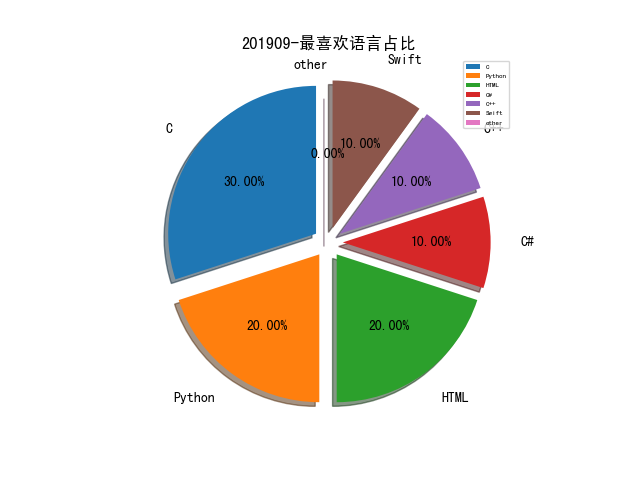 201909-最喜欢语言占比
other
Swift
C
C++
C#
HTML
Python
30.00%
0.00%
10.00%
10.00%
10.00%
20.00%
20.00%
C
Python
HTML
C#
C++
Swift
other